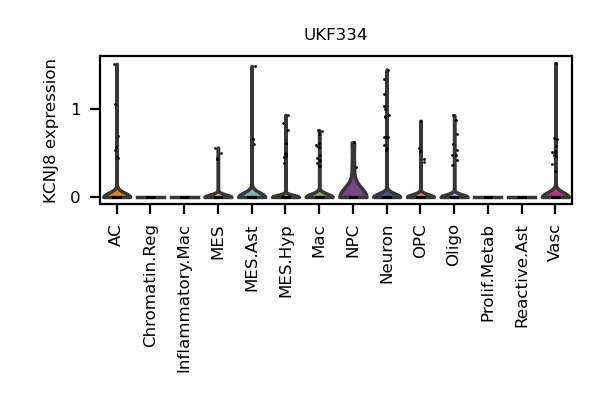 UKF334
KCNJ8 expression
1
0
AC
Chromatin.Reg
Inflammatory.Mac
MES
MES.Ast
MES.Hyp
Mac
NPC
Neuron
OPC
Oligo
Prolif.Metab
Reactive.Ast
Vasc